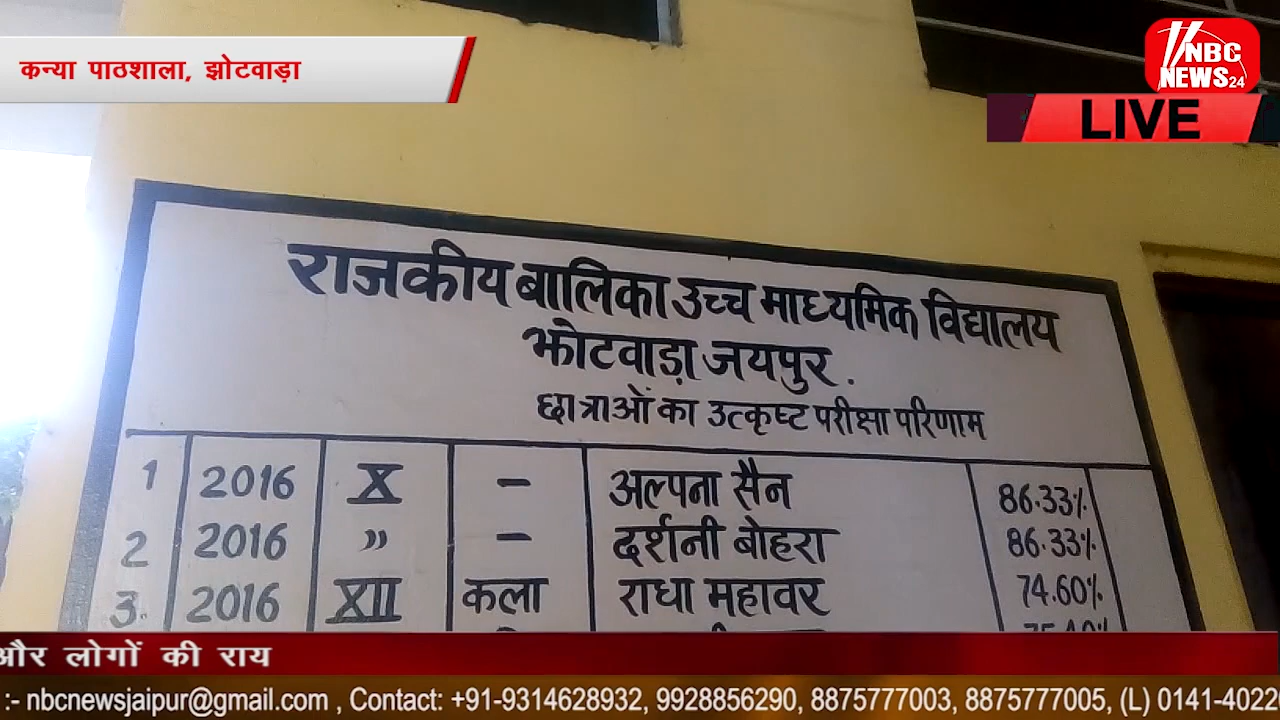 कन्या पाठशाला, झोटवाड़ा
NBC
NEWS24
LIVE
राजकीय बालिका उच्च माध्यमिक विद्यालय
झोटवाड़ा जयपुर.
छात्राओं का उत्कृष्ट परीक्षा परिणाम
1 2016 X - अल्पना सैन 86.33%
2 2016 " - दर्शनी बोहरा 86.33%
3. 2016 XII कला राधा महावर 74.60%
और लोगों की राय
:- nbcnewsjaipur@gmail.com , Contact: +91-9314628932, 9928856290, 8875777003, 8875777005, (L) 0141-4022